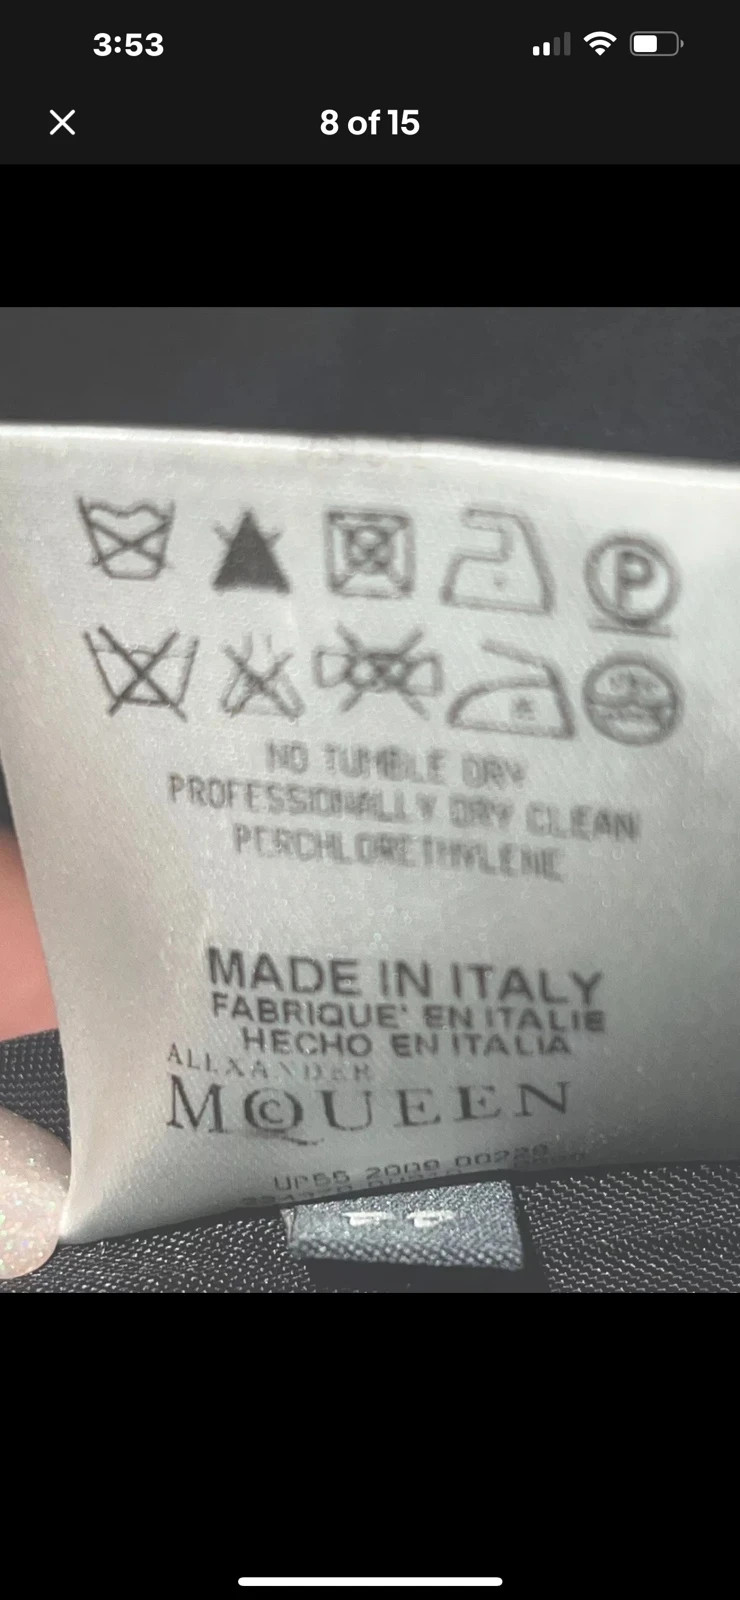 3:53
8 of 15
P
NO TUMBLE DRY
PROFESSIONALLY DRY CLEAN
PERCHLORETHYLENE
MADE IN ITALY
FABRIQUE' EN ITALIE
HECHO EN ITALIA
ALEXANDER
MCQUEEN
2009